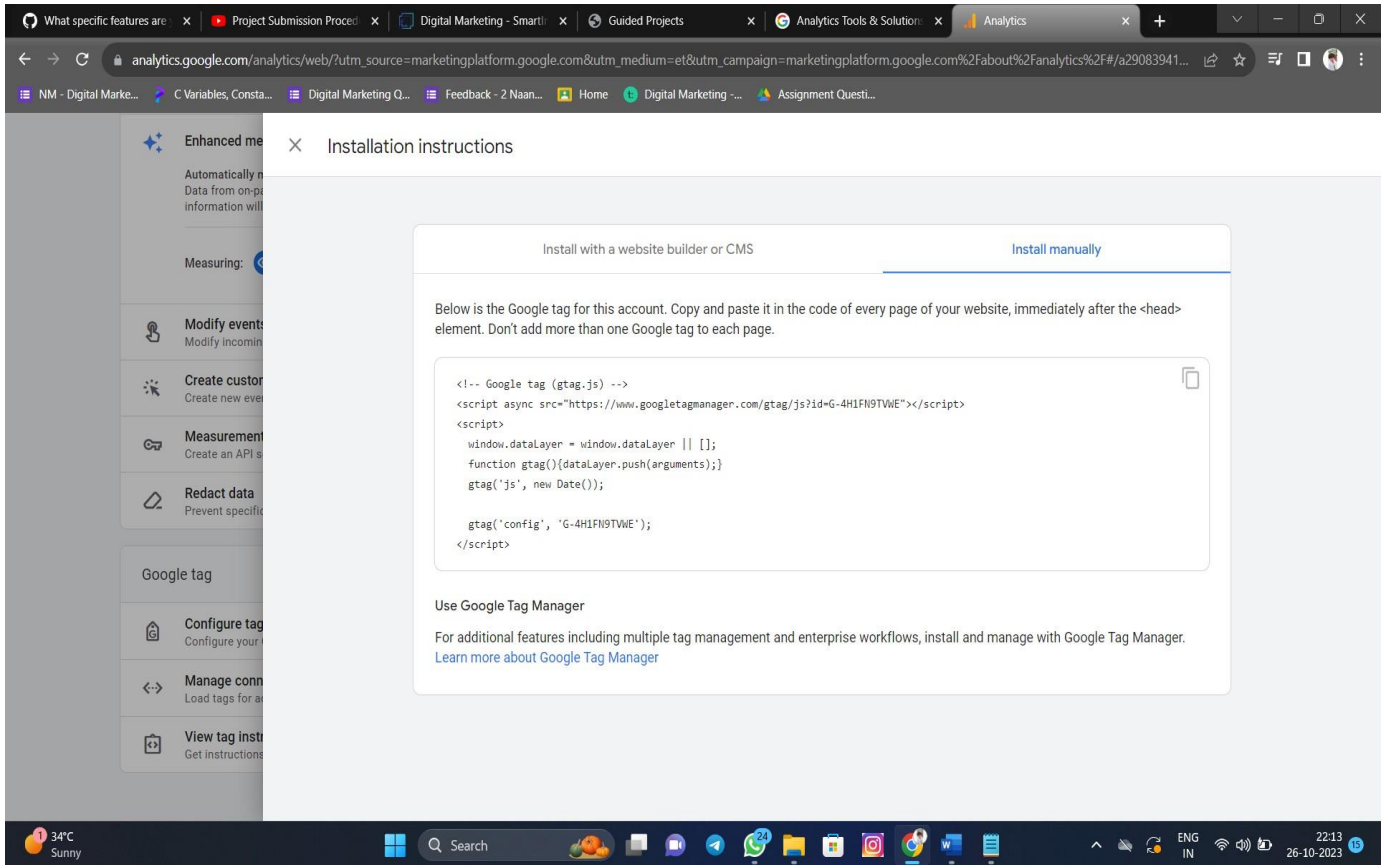 What specific features are
Project Submission Proced
Digital Marketing - SmartIn
Guided Projects
Analytics Tools & Solution
Analytics
analytics.google.com/analytics/web/?utm_source=marketingplatform.google.com&utm_medium=et&utm_campaign=marketingplatform.google.com%2Fabout%2Fanalytics%2F#/a29083941...
NM - Digital Marke...
C Variables, Consta...
Digital Marketing Q...
Feedback - 2 Naan...
Home
Digital Marketing -...
Assignment Questi...
Enhanced me
Automatically m
Data from on-pa
information will
Measuring:
Modify events
Modify incomin
Create custom
Create new even
Measurement
Create an API s
Redact data
Prevent specific
Google tag
Configure tag
Configure your
Manage conn
Load tags for ad
View tag instr
Get instructions
Installation instructions
Install with a website builder or CMS
Install manually
Below is the Google tag for this account. Copy and paste it in the code of every page of your website, immediately after the <head>
element. Don't add more than one Google tag to each page.
<!-- Google tag (gtag.js) -->
<script async src="https://www.googletagmanager.com/gtag/js?id=G-4H1FN9TVWE"></script>
<script>
window.dataLayer = window.dataLayer || [];
function gtag(){dataLayer.push(arguments);}
gtag('js', new Date());
gtag('config', 'G-4H1FN9TVWE');
</script>
Use Google Tag Manager
For additional features including multiple tag management and enterprise workflows, install and manage with Google Tag Manager.
Learn more about Google Tag Manager
1
34°C
Sunny
Search
24
ENG
IN
22:13
26-10-2023
15